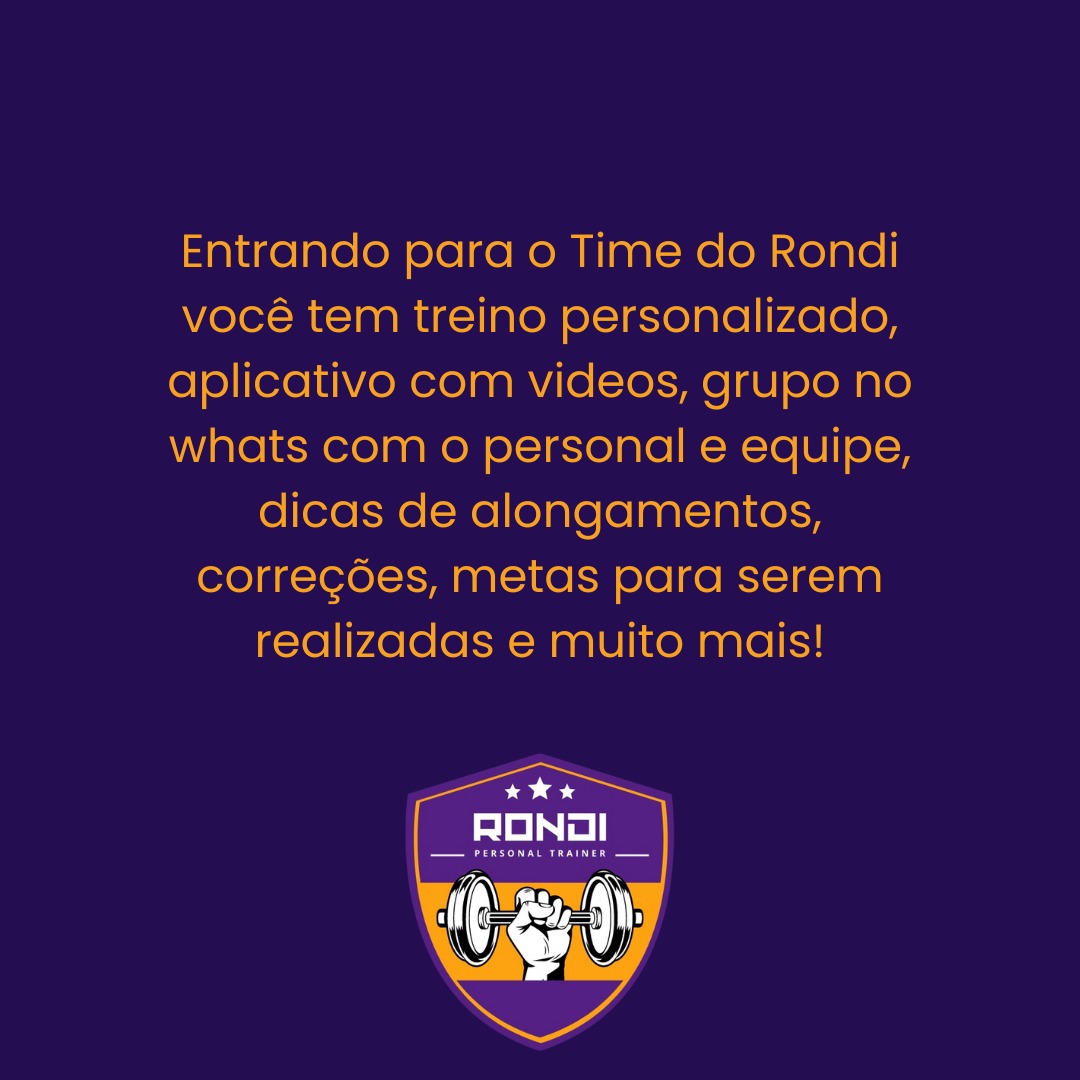 Entrando para o Time do Rondi
você tem treino personalizado,
aplicativo com videos, grupo no
whats com o personal e equipe,
dicas de alongamentos,
correções, metas para serem
realizadas e muito mais!
RONDI
PERSONAL TRAINER